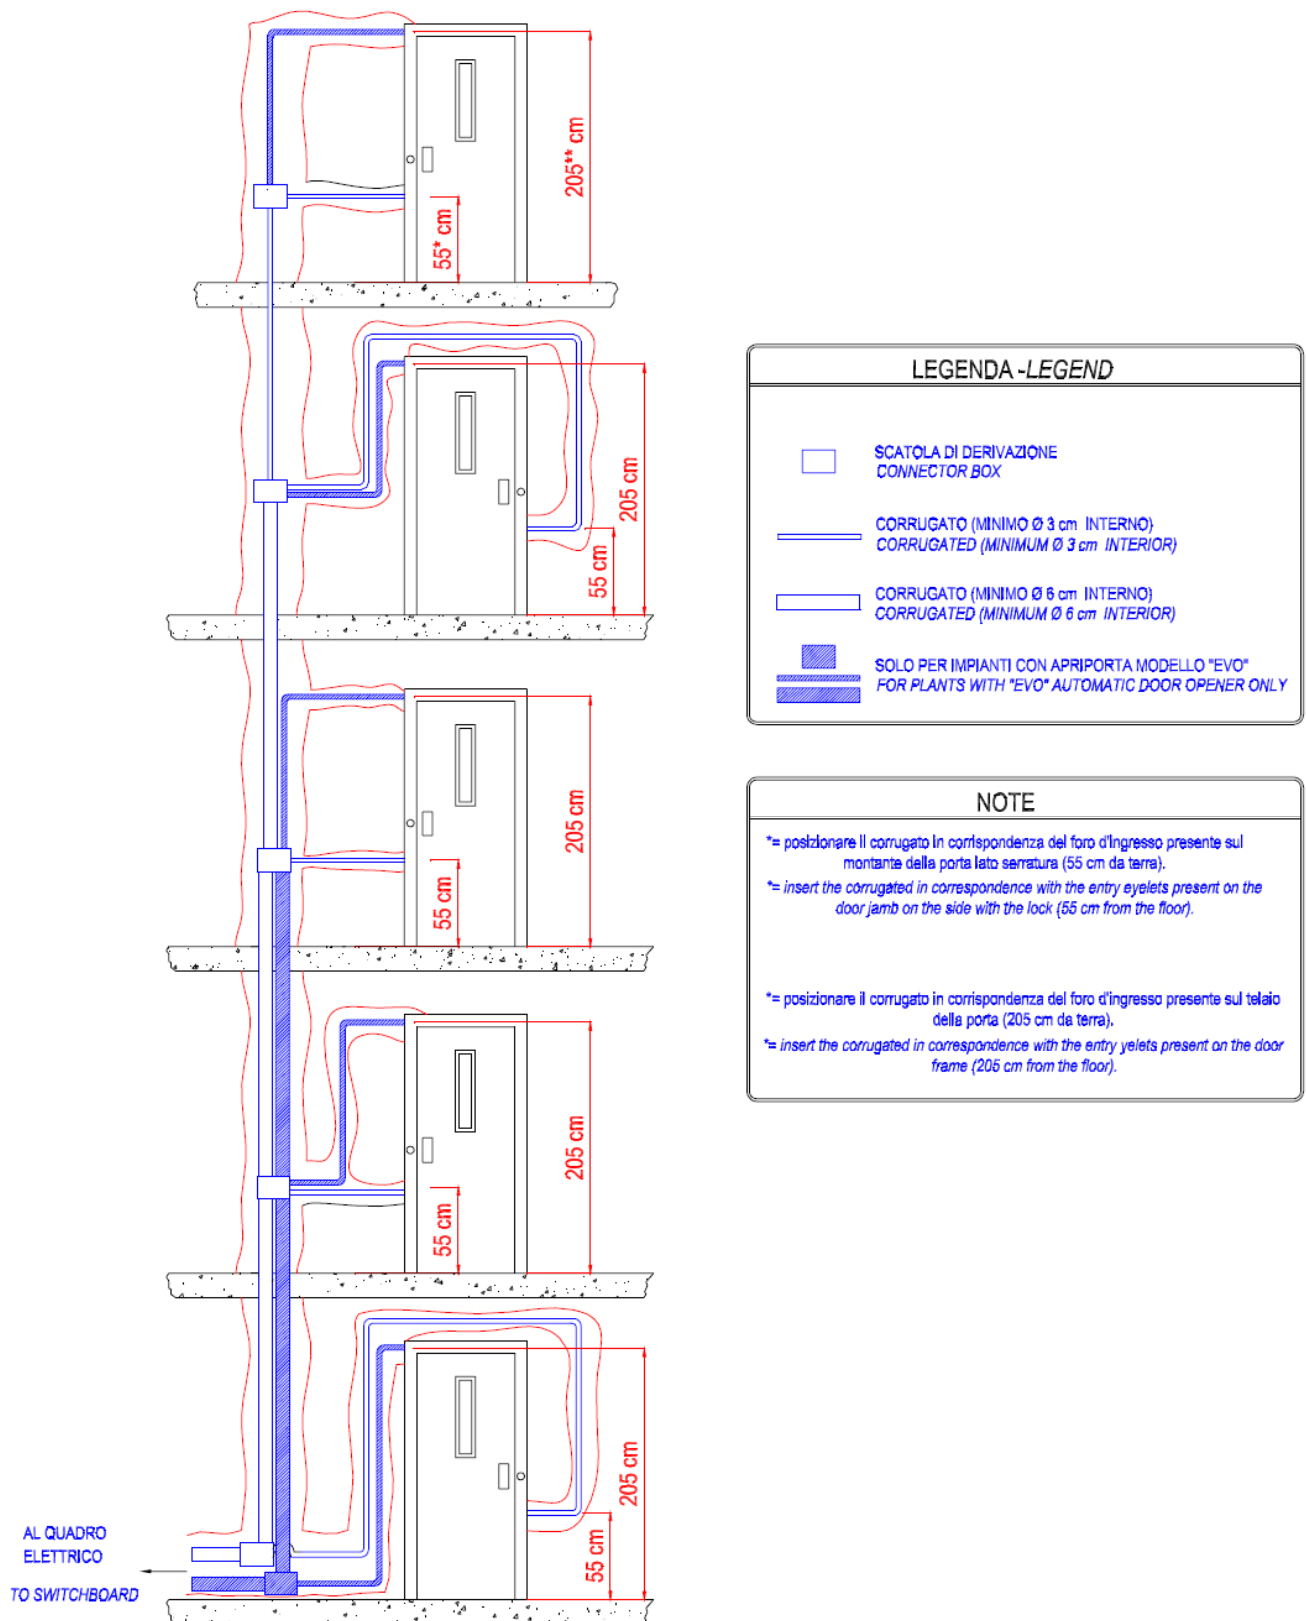 205** cm
55* cm
205 cm
55 cm
205 cm
55 cm
205 cm
55 cm
205 cm
55 cm
AL QUADRO
ELETTRICO
TO SWITCHBOARD
LEGENDA -LEGEND
SCATOLA DI DERIVAZIONE
CONNECTOR BOX
CORRUGATO (MINIMO Ø 3 cm INTERNO)
CORRUGATED (MINIMUM Ø 3 cm INTERIOR)
CORRUGATO (MINIMO Ø 6 cm INTERNO)
CORRUGATED (MINIMUM Ø 6 cm INTERIOR)
SOLO PER IMPIANTI CON APRIPORTA MODELLO "EVO"
FOR PLANTS WITH "EVO" AUTOMATIC DOOR OPENER ONLY
NOTE
*= posizionare il corrugato in corrispondenza del foro d'ingresso presente sul
montante della porta lato serratura (55 cm da terra).
*= insert the corrugated in correspondence with the entry eyelets present on the
door jamb on the side with the lock (55 cm from the floor).
*= posizionare il corrugato in corrispondenza del foro d'ingresso presente sul telaio
della porta (205 cm da terra).
*= insert the corrugated in correspondence with the entry yelets present on the door
frame (205 cm from the floor).